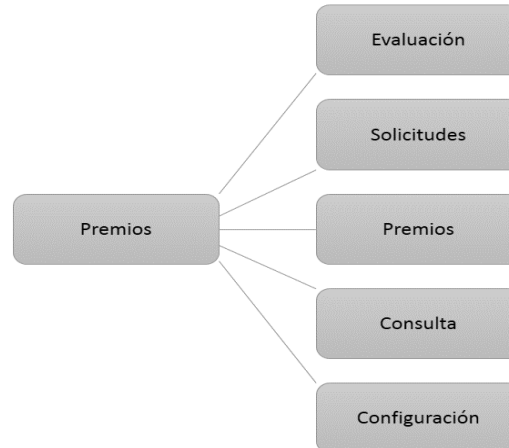 Evaluación
Solicitudes
Premios
Premios
Consulta
Configuración